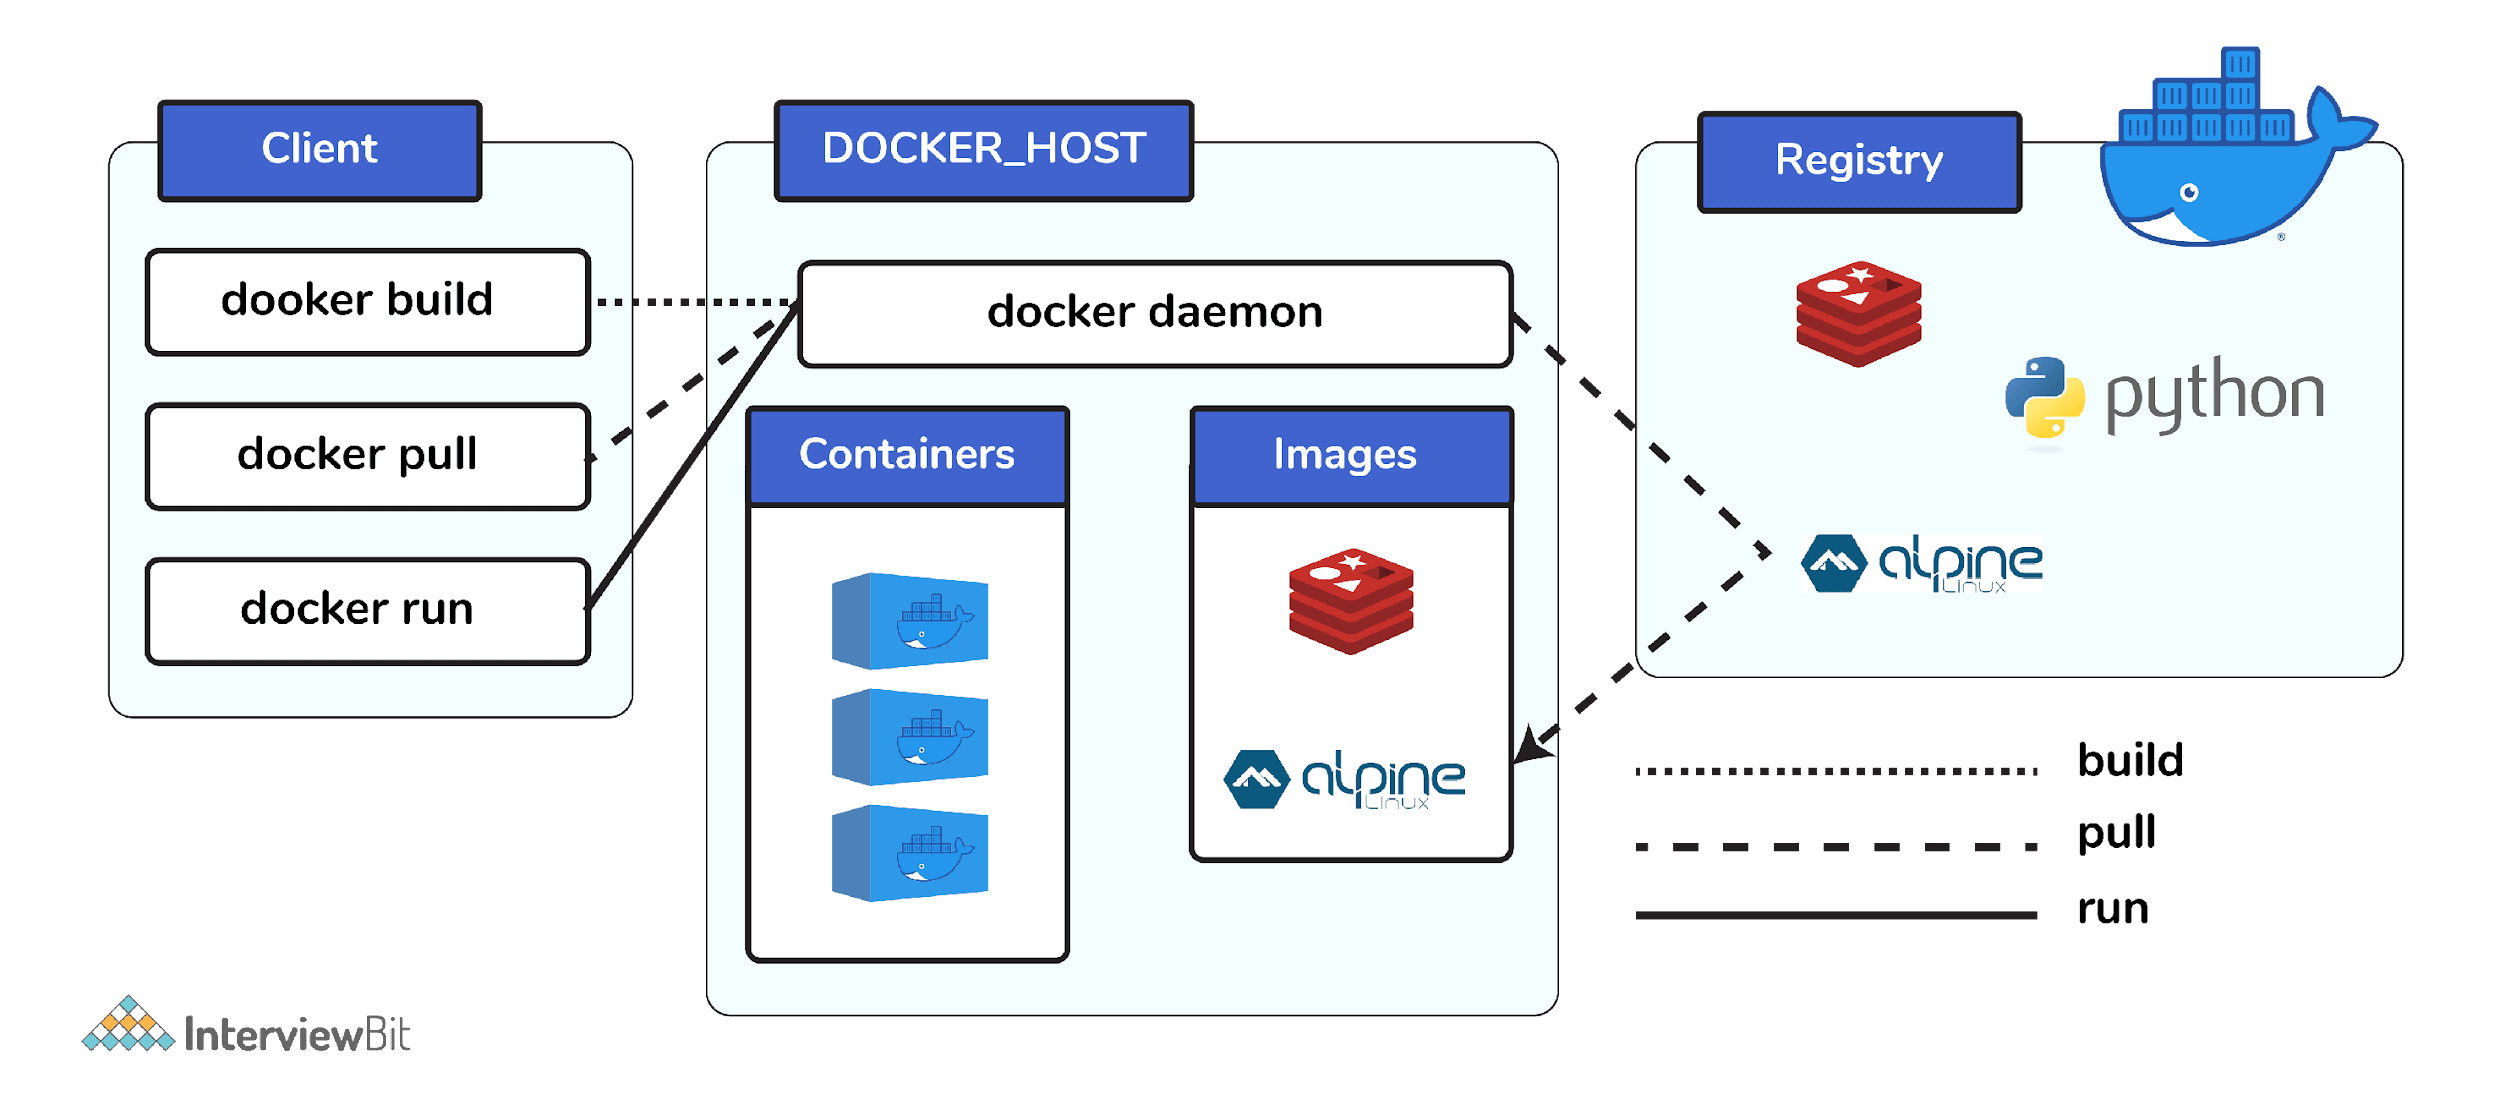 Client
dooker build
docker pull
docker run
DOCKER_HOST
docker daemon
Containers
Images
alpine
Linux
Registry
®
python
alpine
Linux
build
pull
run
InterviewBit